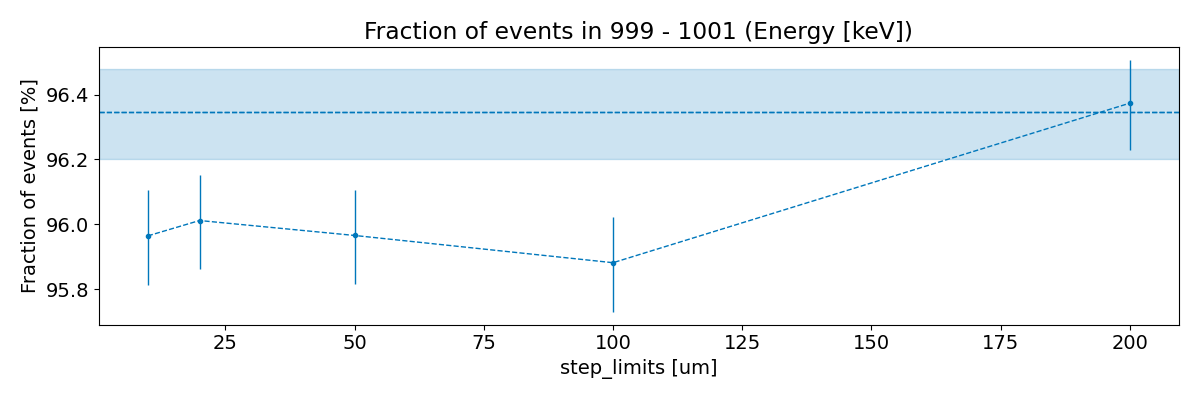 Fraction of events in 999 - 1001 (Energy [keV])
Fraction of events [%]
96.4
96.2
96.0
95.8
25 50 75 100 125 150 175 200
step_limits [um]